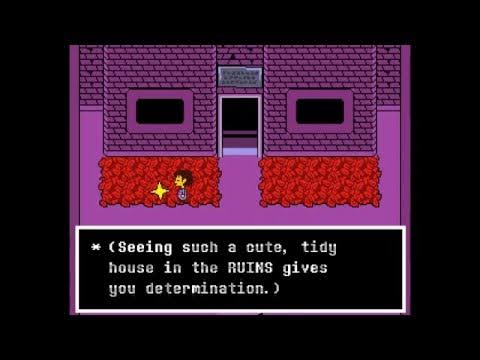 * (Seeing such a cute, tidy
house in the RUINS gives
you determination.)